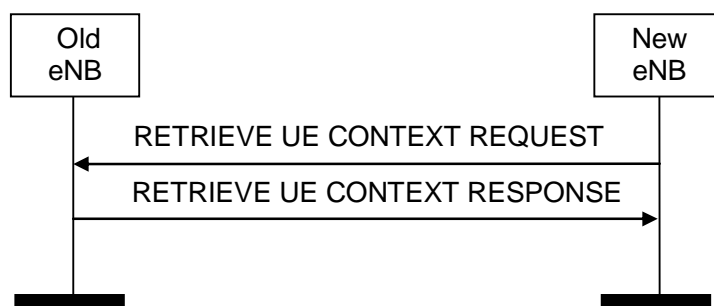 Old
eNB
New
eNB
RETRIEVE UE CONTEXT REQUEST
RETRIEVE UE CONTEXT RESPONSE